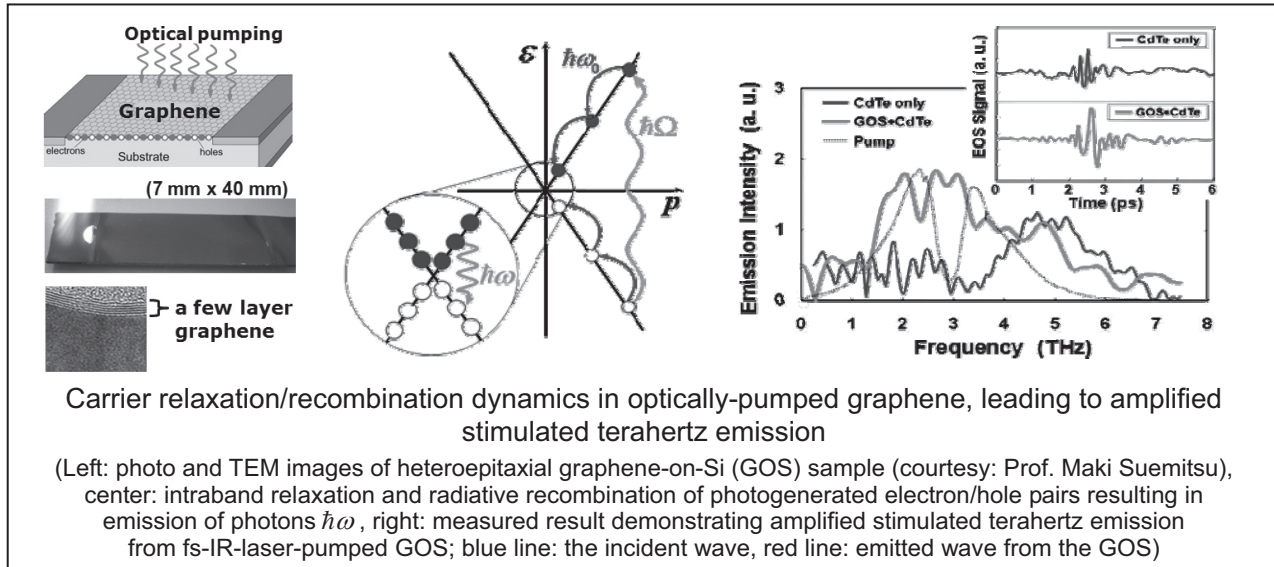 Optical pumping
Graphene
electrons
holes
Substrate
(7 mm x 40 mm)
a few layer
graphene
ε
ħω₀
ħΩ
p
ħω
Emission Intensity (a. u.)
3
2
1
0
CdTe only
GOS+CdTe
Pump
0 1 2 3 4 5 6 7 8
Frequency (THz)
EOS Signal (a. u.)
CdTe only
GOS+CdTe
0 1 2 3 4 5 6
Time (ps)
Carrier relaxation/recombination dynamics in optically-pumped graphene, leading to amplified
stimulated terahertz emission
(Left: photo and TEM images of heteroepitaxial graphene-on-Si (GOS) sample (courtesy: Prof. Maki Suemitsu),
center: intraband relaxation and radiative recombination of photogenerated electron/hole pairs resulting in
emission of photons ħω, right: measured result demonstrating amplified stimulated terahertz emission
from fs-IR-laser-pumped GOS; blue line: the incident wave, red line: emitted wave from the GOS)